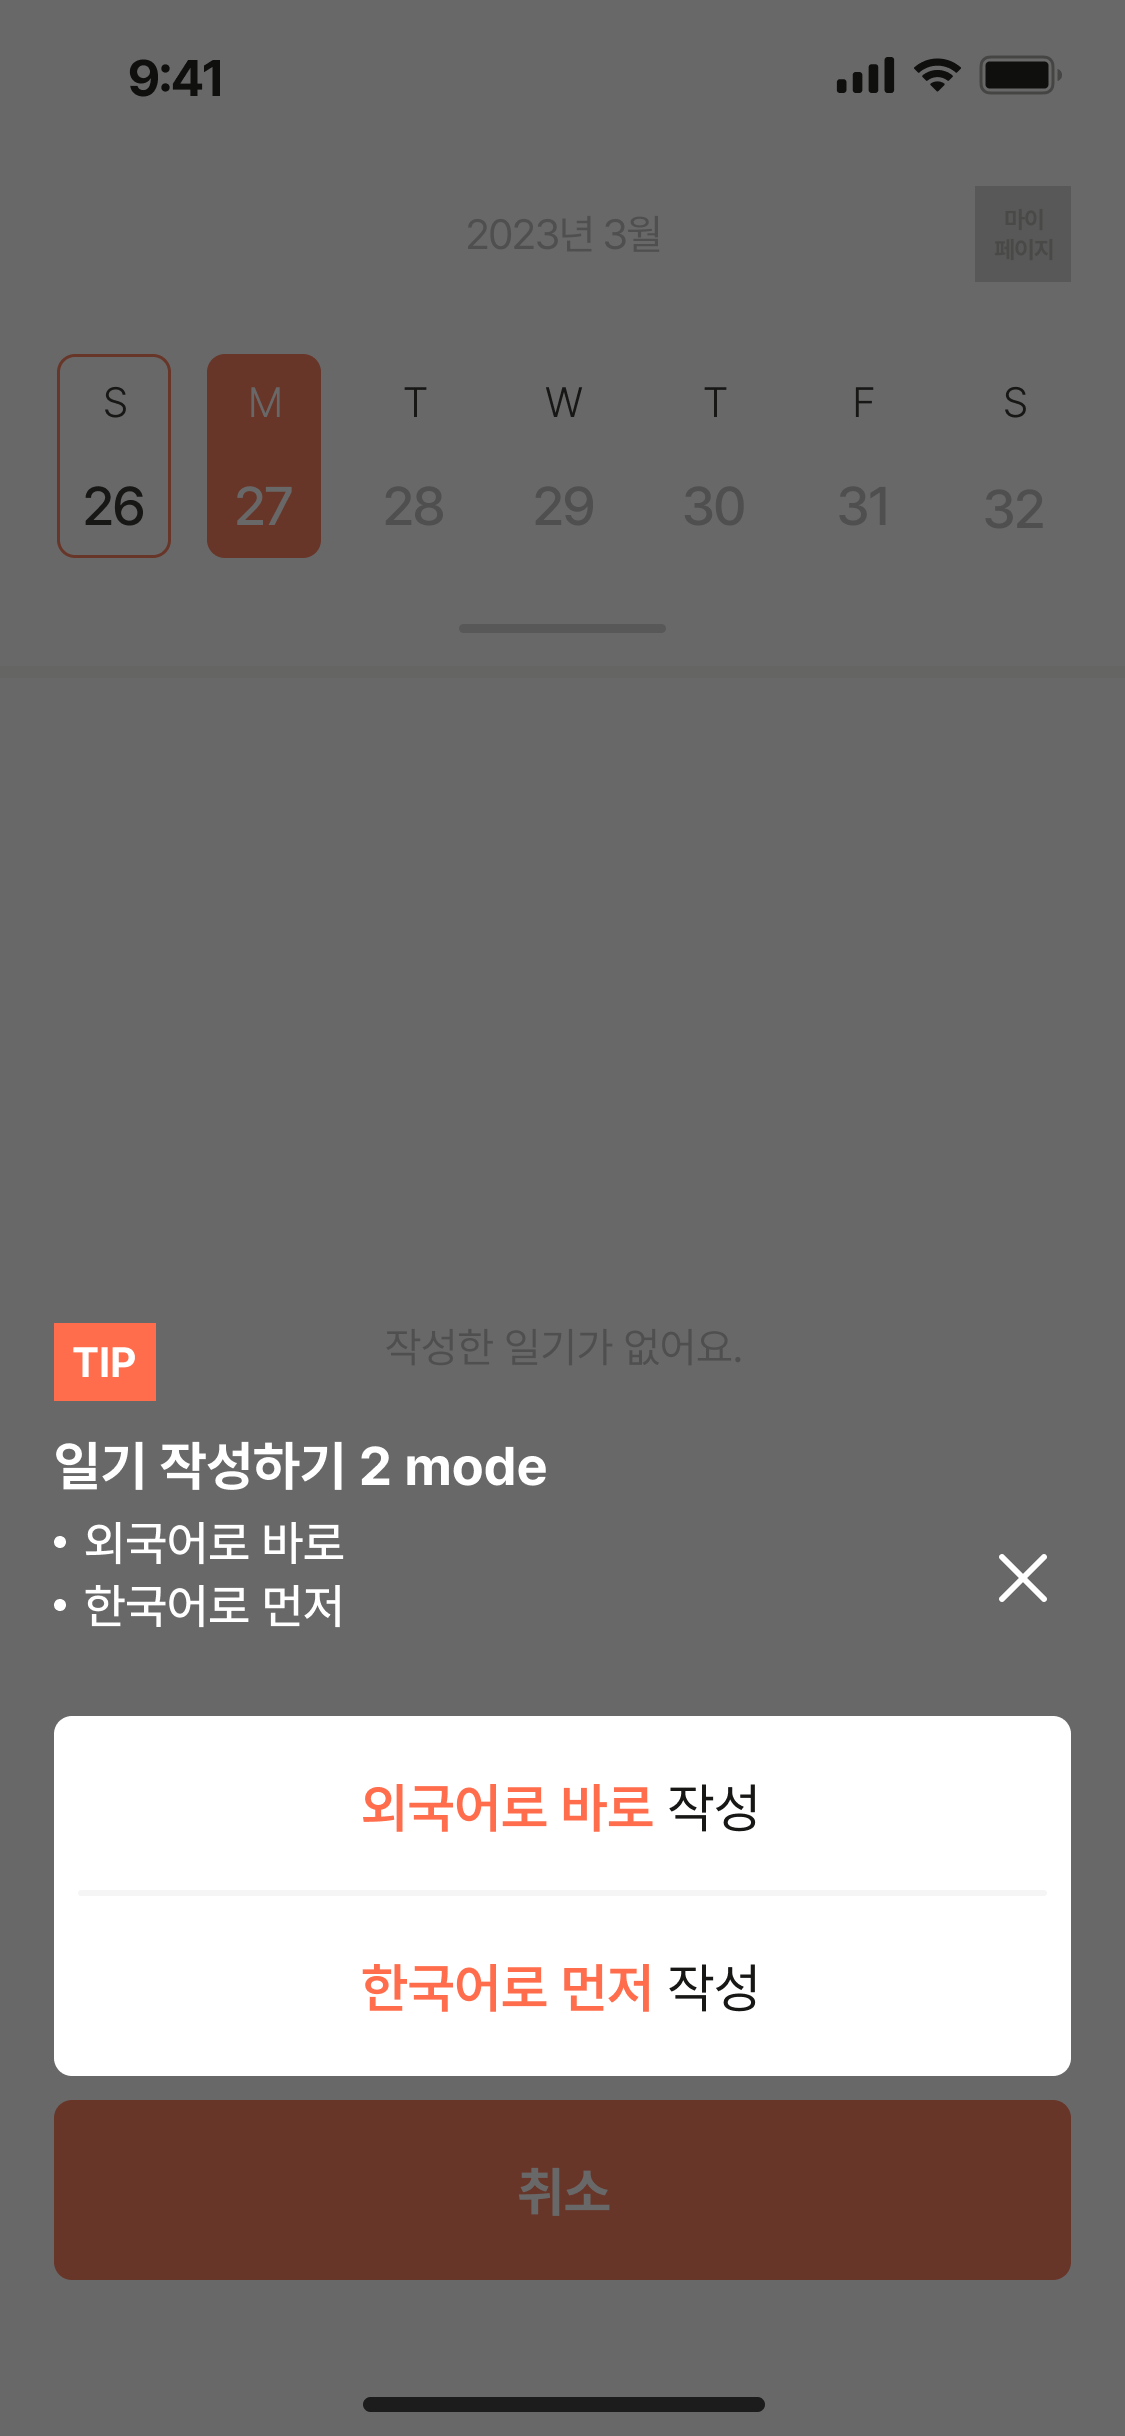 9:41
2023년 3월
마이
페이지
S M T W T F S
26 27 28 29 30 31 32
작성한 일기가 없어요.
TIP
일기 작성하기 2 mode
• 외국어로 바로
• 한국어로 먼저
외국어로 바로 작성
한국어로 먼저 작성
취소